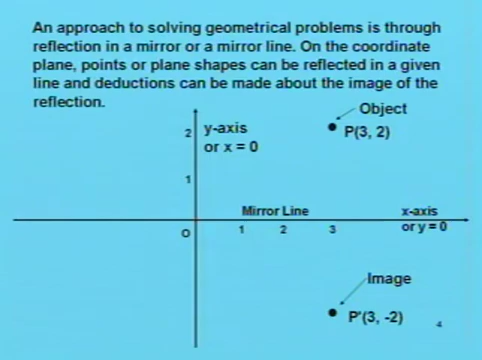 An approach to solving geometrical problems is through
reflection in a mirror or a mirror line. On the coordinate
plane, points or plane shapes can be reflected in a given
line and deductions can be made about the image of the
reflection.
Object
2 y-axis
or x = 0
P(3, 2)
1
Mirror Line
x-axis
O 1 2 3 or y = 0
Image
P'(3, -2)
4